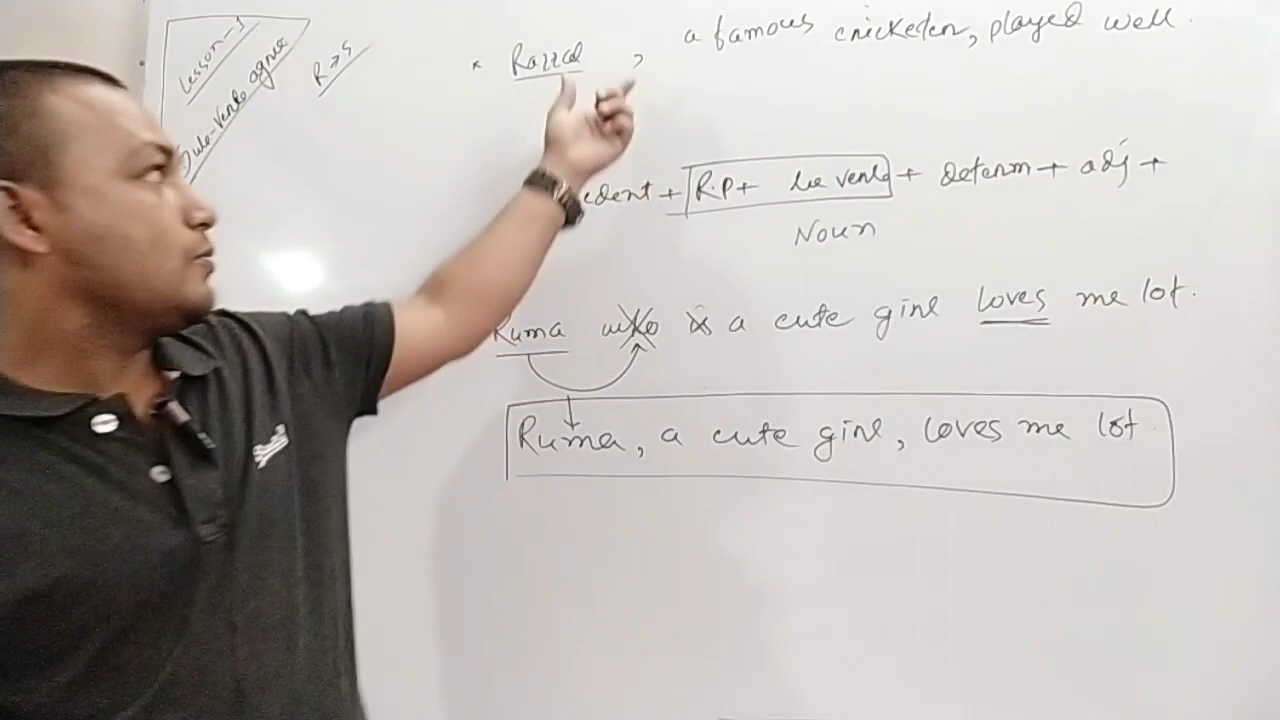 Lesson-1
Sub-Verb agree
R→S
* Razzad , a famous cricketer, played well.
edent + R.P + be verb + determ + adj +
Noun
Ruma who is a cute girl loves me lot.
Ruma, a cute girl, loves me lot.